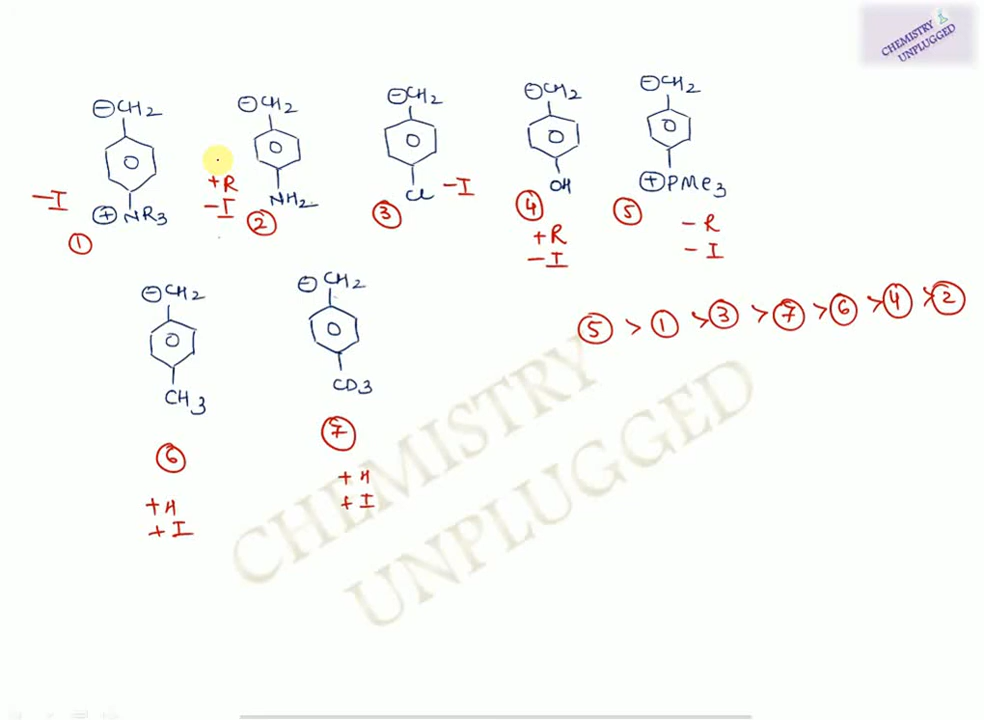 CHEMISTRY
UNPLUGGED
⊖CH2 ⊖CH2 ⊖CH2 ⊖CH2 ⊖CH2
-I ⊕NR3 +R -I NH2 Cl -I OH ⊕PMe3
① ② ③ ④ ⑤
+R -R
-I -I
⊖CH2 ⊖CH2
⑤ > ① > ③ > ⑦ > ⑥ > ④ > ②
CH3 CD3
⑥ ⑦
+H +H
+I +I
CHEMISTRY
UNPLUGGED